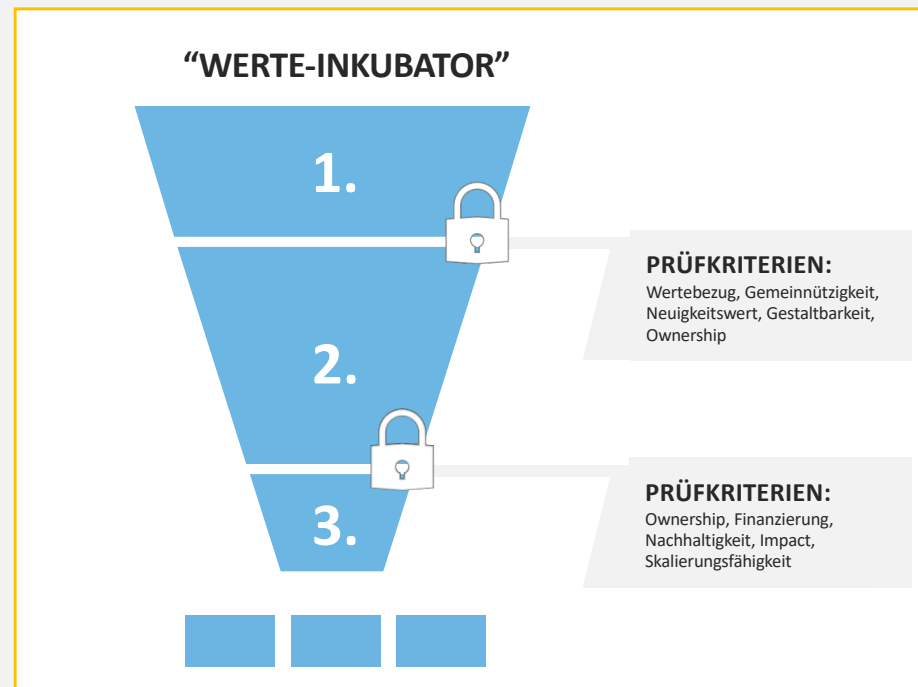 “WERTE-INKUBATOR”
1.
PRÜFKRITERIEN:
Wertebezug, Gemeinnützigkeit,
Neuigkeitswert, Gestaltbarkeit,
Ownership
2.
PRÜFKRITERIEN:
Ownership, Finanzierung,
Nachhaltigkeit, Impact,
Skalierungsfähigkeit
3.